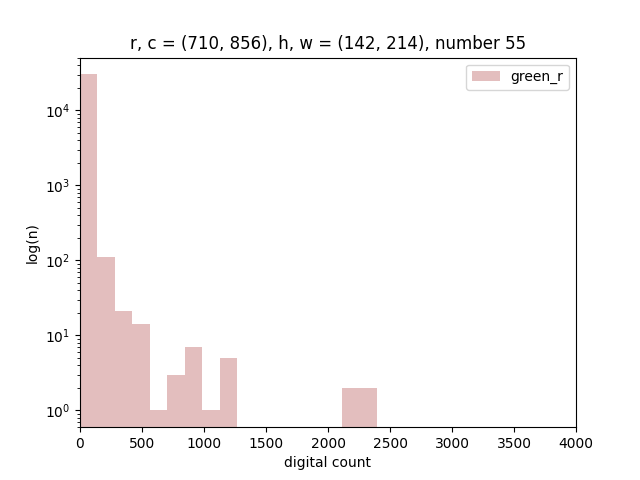 r, c = (710, 856), h, w = (142, 214), number 55
green_r
10⁴
10³
10²
10¹
10⁰
log(n)
0 500 1000 1500 2000 2500 3000 3500 4000
digital count